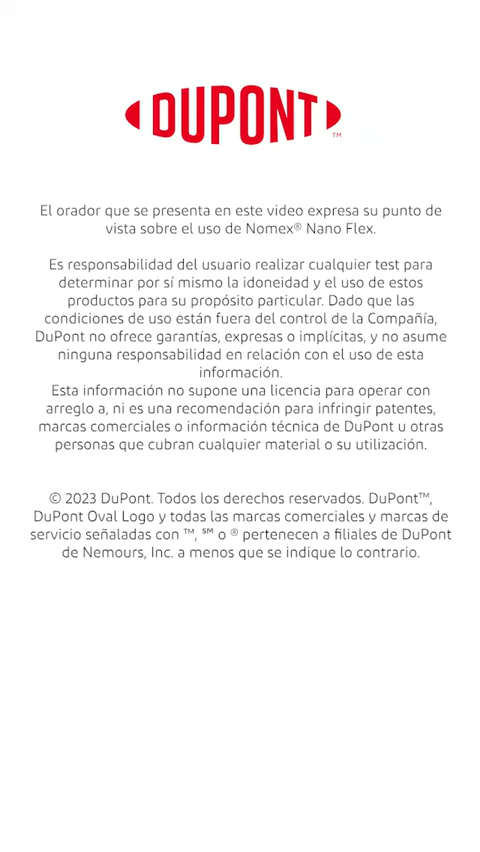 DUPONT™
El orador que se presenta en este video expresa su punto de
vista sobre el uso de Nomex® Nano Flex.
Es responsabilidad del usuario realizar cualquier test para
determinar por sí mismo la idoneidad y el uso de estos
productos para su propósito particular. Dado que las
condiciones de uso están fuera del control de la Compañía,
DuPont no ofrece garantías, expresas o implícitas, y no asume
ninguna responsabilidad en relación con el uso de esta
información.
Esta información no supone una licencia para operar con
arreglo a, ni es una recomendación para infringir patentes,
marcas comerciales o información técnica de DuPont u otras
personas que cubran cualquier material o su utilización.
© 2023 DuPont. Todos los derechos reservados. DuPont™,
DuPont Oval Logo y todas las marcas comerciales y marcas de
servicio señaladas con ™, ℠ o ® pertenecen a filiales de DuPont
de Nemours, Inc. a menos que se indique lo contrario.